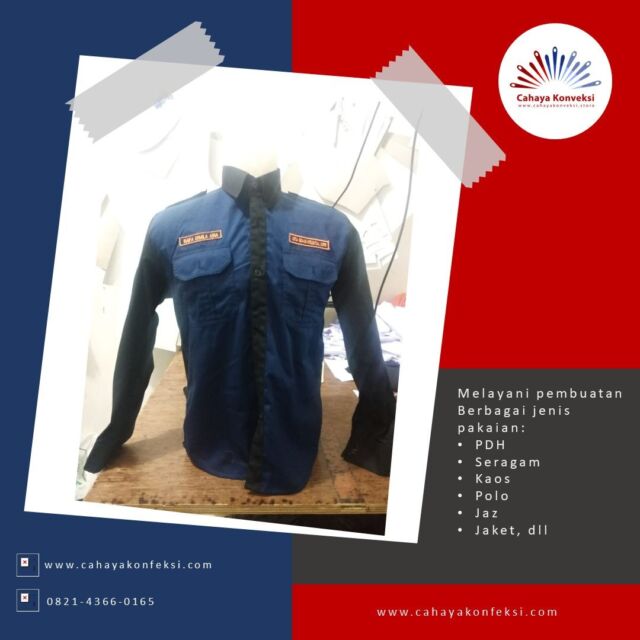 Cahaya Konveksi
www.cahayakonveksi.store
Melayani pembuatan
Berbagai jenis
pakaian:
• PDH
• Seragam
• Kaos
• Polo
• Jaz
• Jaket, dll
www.cahayakonfeksi.com
0821-4366-0165
www.cahayakonfeksi.com